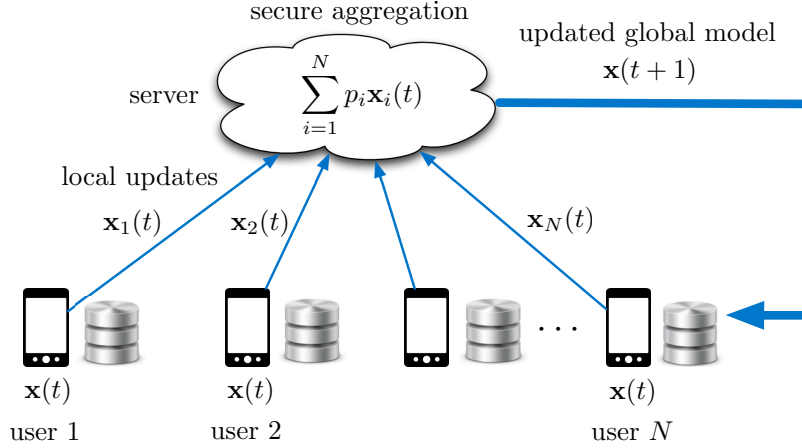 secure aggregation
updated global model
x(t + 1)
server
\sum_{i=1}^{N} p_i x_i(t)
local updates
x_1(t)
x_2(t)
x_N(t)
...
x(t)
x(t)
x(t)
user 1
user 2
user N